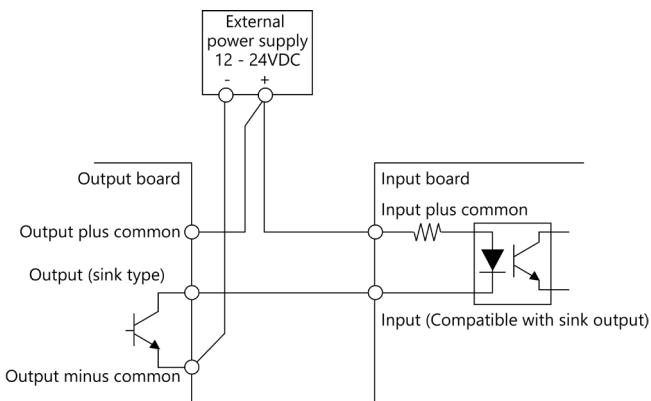 External
power supply
12 - 24VDC
- +
Output board
Input board
Input plus common
Output plus common
Output (sink type)
Input (Compatible with sink output)
Output minus common